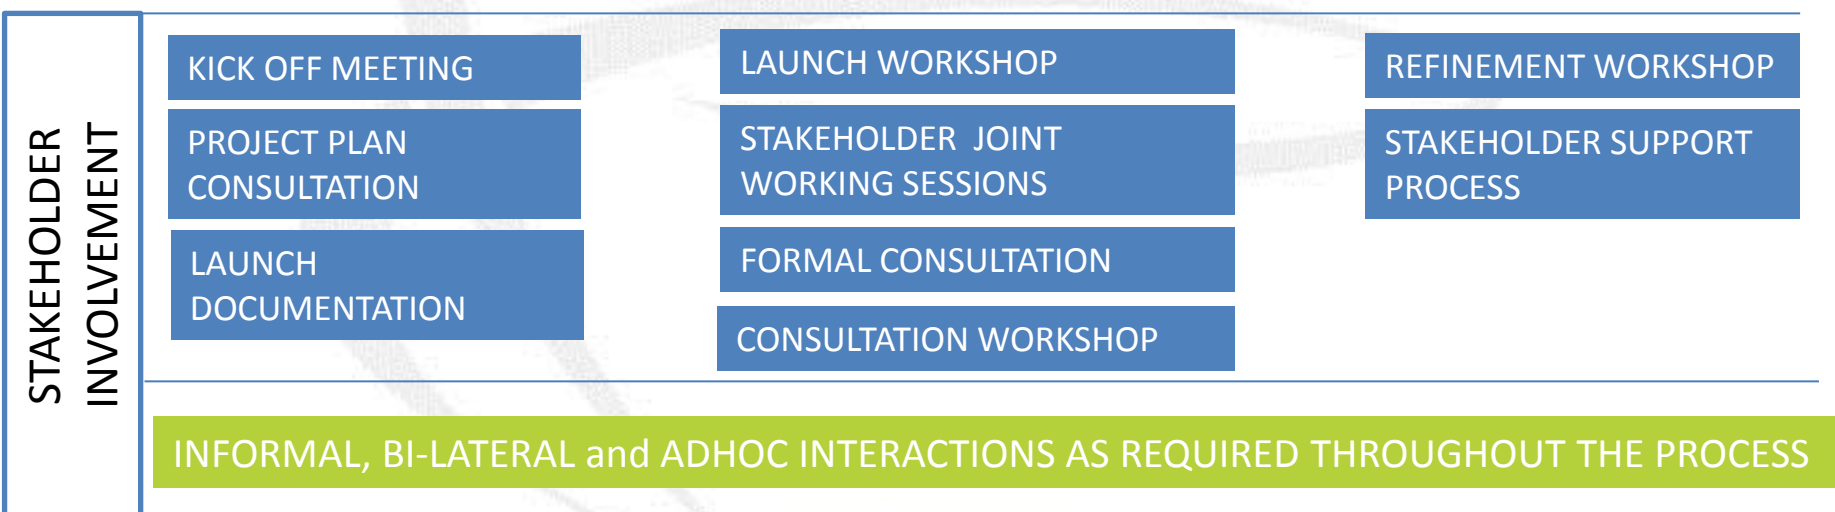 STAKEHOLDER
INVOLVEMENT
KICK OFF MEETING
PROJECT PLAN
CONSULTATION
LAUNCH
DOCUMENTATION
LAUNCH WORKSHOP
STAKEHOLDER JOINT
WORKING SESSIONS
FORMAL CONSULTATION
CONSULTATION WORKSHOP
REFINEMENT WORKSHOP
STAKEHOLDER SUPPORT
PROCESS
INFORMAL, BI-LATERAL and ADHOC INTERACTIONS AS REQUIRED THROUGHOUT THE PROCESS